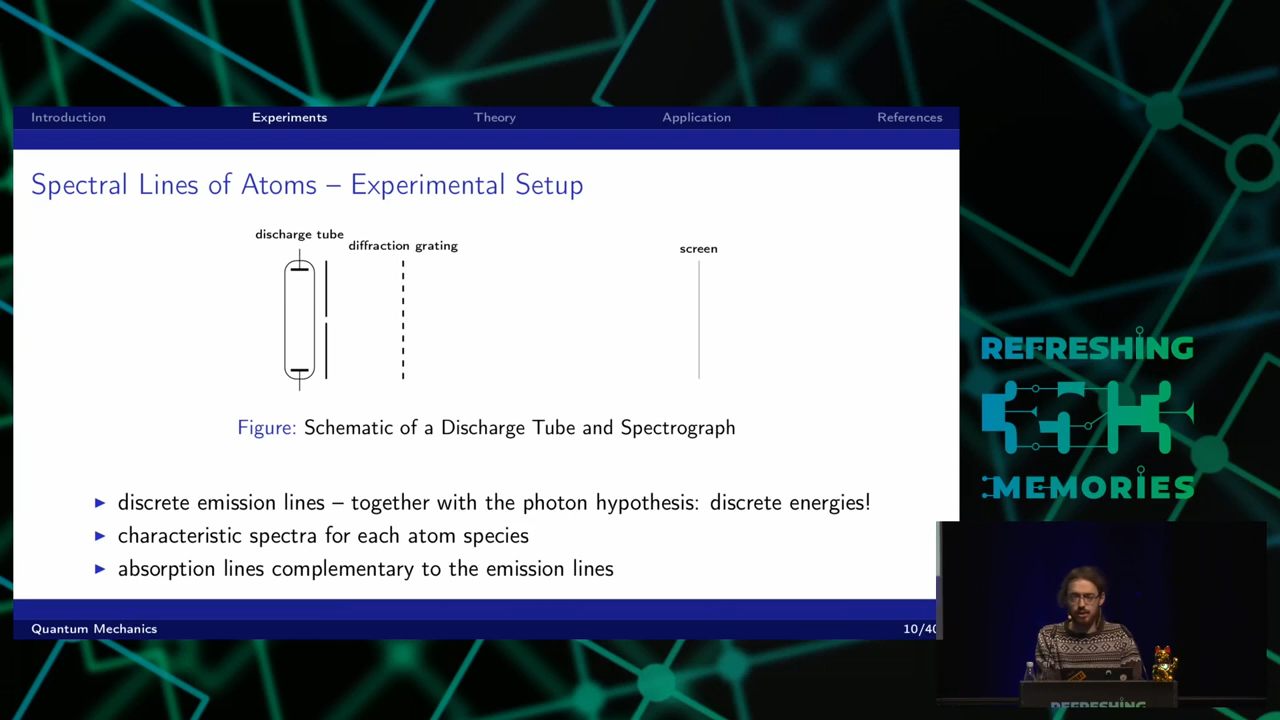 Introduction Experiments Theory Application References
Spectral Lines of Atoms – Experimental Setup
discharge tube
diffraction grating
screen
Figure: Schematic of a Discharge Tube and Spectrograph
discrete emission lines – together with the photon hypothesis: discrete energies!
characteristic spectra for each atom species
absorption lines complementary to the emission lines
Quantum Mechanics 10/40
REFRESHING
MEMORIES
REFRESHING